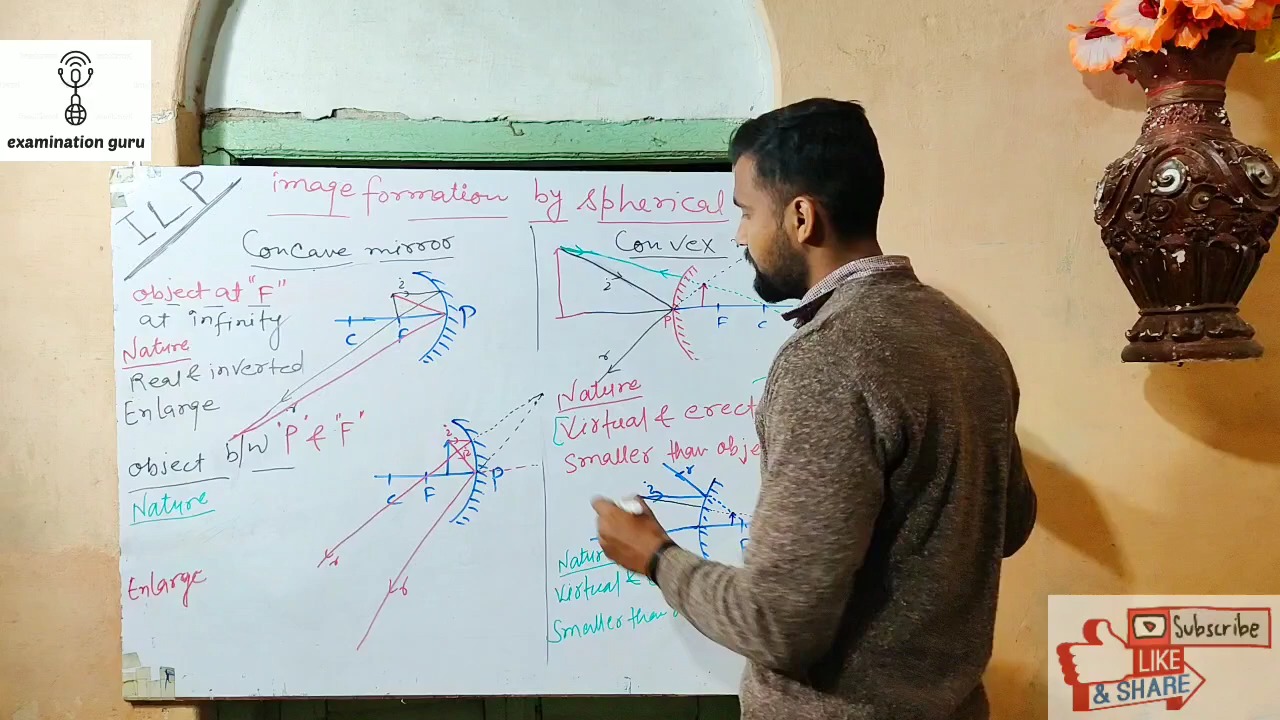 examination guru
ILP
image formation by spherical
Concave mirror
object at "F"
at infinity
Nature
Real & inverted
Enlarge
i
C
F
P
r
object b/w 'P' & "F"
Nature
Enlarge
i
i
C
F
P
r
r
Convex
i
P
F
C
r
Nature
Virtual & erect
Smaller than obje
r
i
F
Nature
Virtual &
Smaller than
Subscribe
LIKE
& SHARE